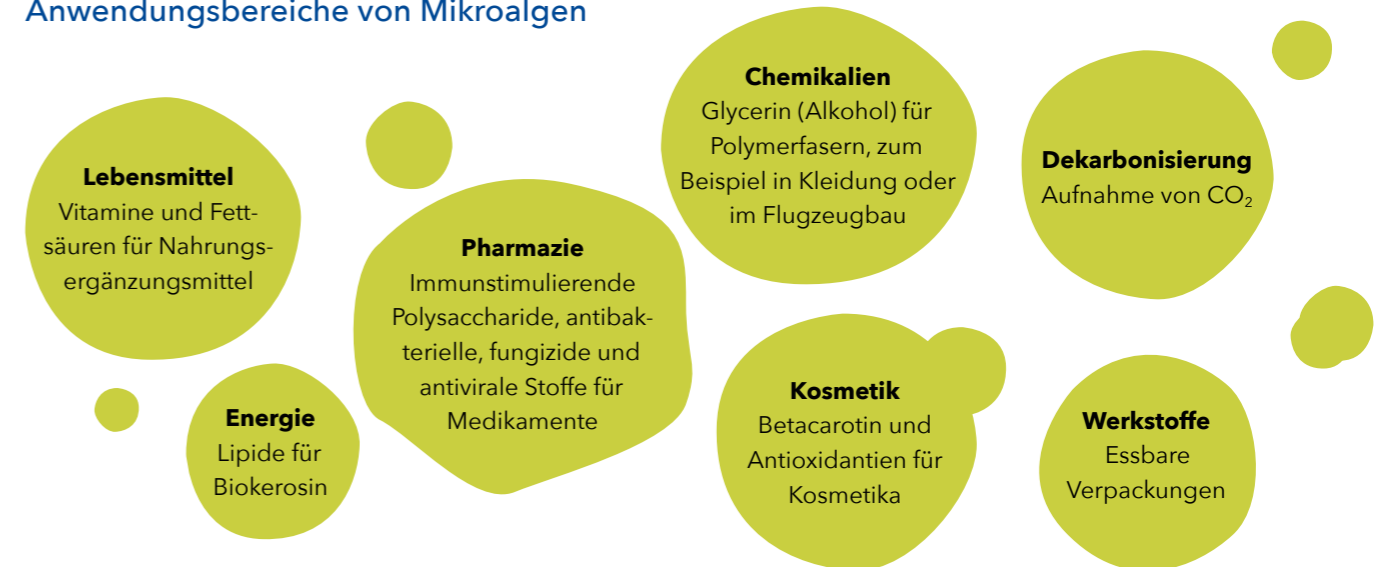 Anwendungsbereiche von Mikroalgen
Lebensmittel
Vitamine und Fett-
säuren für Nahrungs-
ergänzungsmittel
Energie
Lipide für
Biokerosin
Pharmazie
Immunstimulierende
Polysaccharide, antibak-
terielle, fungizide und
antivirale Stoffe für
Medikamente
Chemikalien
Glycerin (Alkohol) für
Polymerfasern, zum
Beispiel in Kleidung oder
im Flugzeugbau
Kosmetik
Betacarotin und
Antioxidantien für
Kosmetika
Dekarbonisierung
Aufnahme von CO₂
Werkstoffe
Essbare
Verpackungen